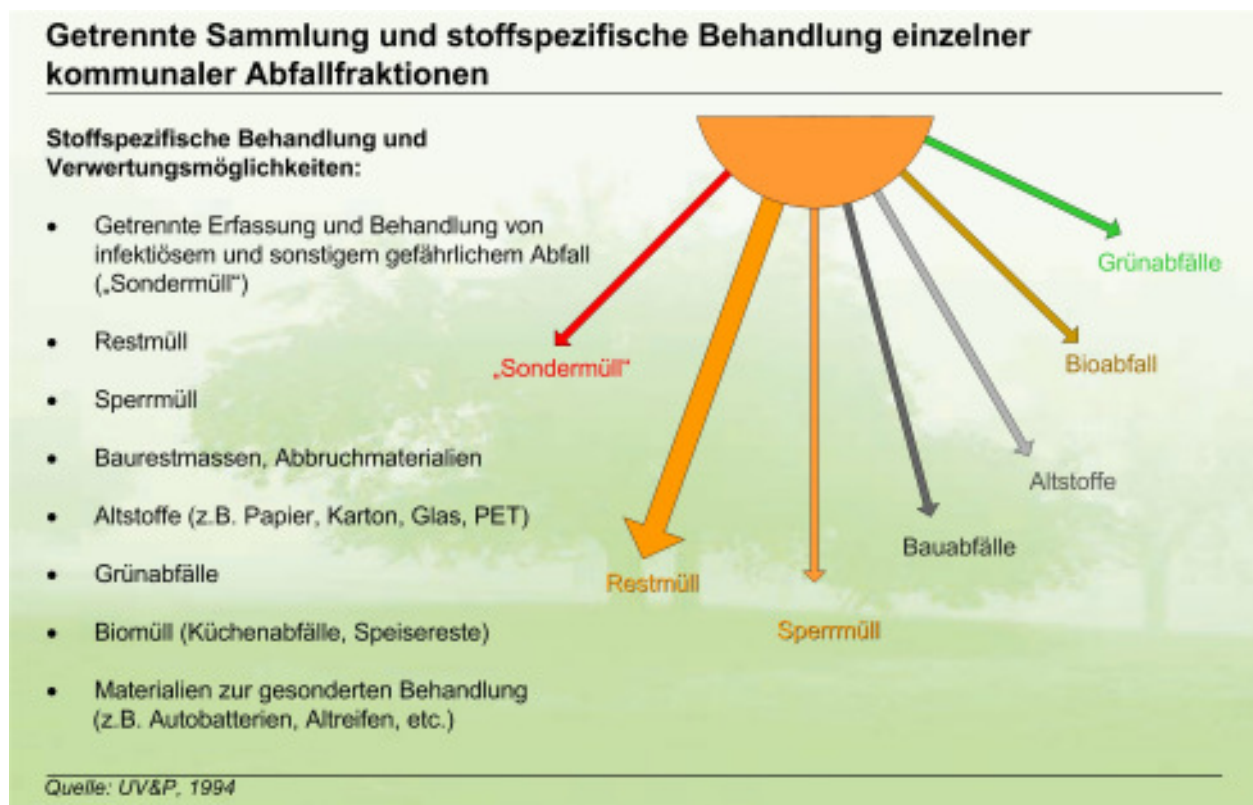 Getrennte Sammlung und stoffspezifische Behandlung einzelner
kommunaler Abfallfraktionen
Stoffspezifische Behandlung und
Verwertungsmöglichkeiten:
• Getrennte Erfassung und Behandlung von
infektiösem und sonstigem gefährlichem Abfall
(„Sondermüll“)
• Restmüll
• Sperrmüll
• Baurestmassen, Abbruchmaterialien
• Altstoffe (z.B. Papier, Karton, Glas, PET)
• Grünabfälle
• Biomüll (Küchenabfälle, Speisereste)
• Materialien zur gesonderten Behandlung
(z.B. Autobatterien, Altreifen, etc.)
„Sondermüll“
Restmüll
Sperrmüll
Bauabfälle
Altstoffe
Bioabfall
Grünabfälle
Quelle: UV&P, 1994